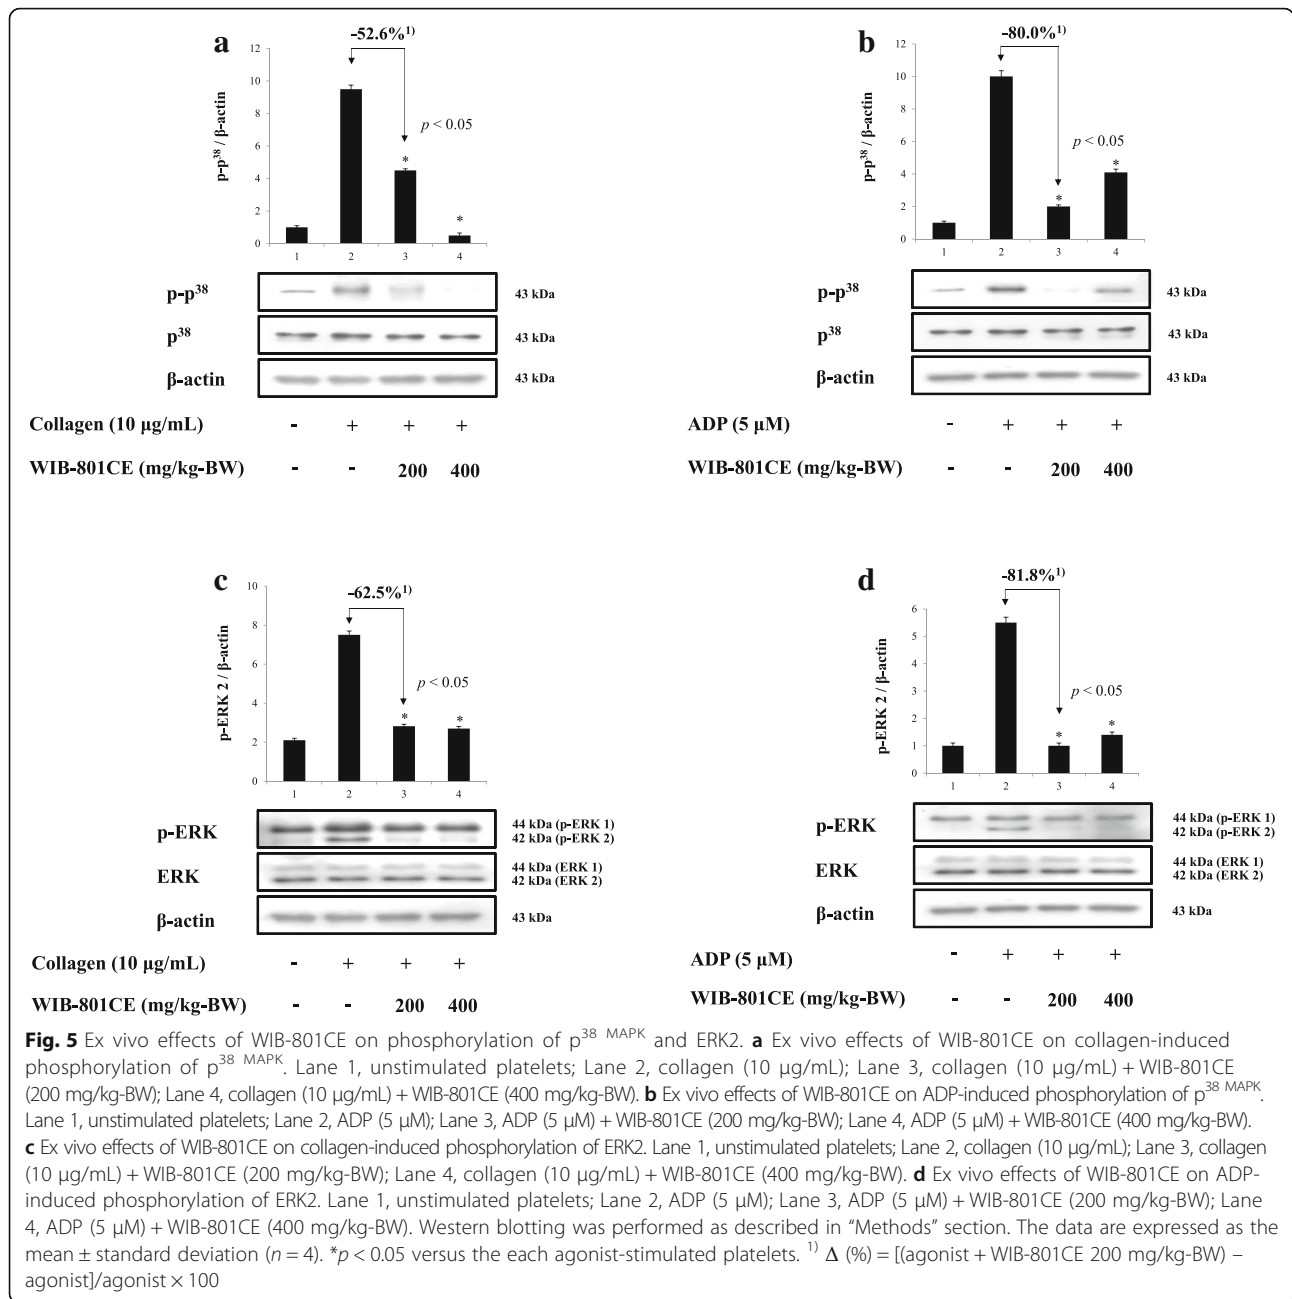 a
-52.6%1)
12
10
8
6
4
2
0
p-p38 / β-actin
p < 0.05
*
*
1 2 3 4
p-p38 43 kDa
p38 43 kDa
β-actin 43 kDa
Collagen (10 µg/mL) - + + +
WIB-801CE (mg/kg-BW) - - 200 400
b
-80.0%1)
12
10
8
6
4
2
0
p-p38 / β-actin
p < 0.05
*
*
1 2 3 4
p-p38 43 kDa
p38 43 kDa
β-actin 43 kDa
ADP (5 µM) - + + +
WIB-801CE (mg/kg-BW) - - 200 400
c
-62.5%1)
10
8
6
4
2
0
p-ERK 2 / β-actin
p < 0.05
*
*
1 2 3 4
p-ERK 44 kDa (p-ERK 1)
42 kDa (p-ERK 2)
ERK 44 kDa (ERK 1)
42 kDa (ERK 2)
β-actin 43 kDa
Collagen (10 µg/mL) - + + +
WIB-801CE (mg/kg-BW) - - 200 400
d
-81.8%1)
6
5
4
3
2
1
0
p-ERK 2 / β-actin
p < 0.05
*
*
1 2 3 4
p-ERK 44 kDa (p-ERK 1)
42 kDa (p-ERK 2)
ERK 44 kDa (ERK 1)
42 kDa (ERK 2)
β-actin 43 kDa
ADP (5 µM) - + + +
WIB-801CE (mg/kg-BW) - - 200 400
Fig. 5 Ex vivo effects of WIB-801CE on phosphorylation of p38 MAPK and ERK2. a Ex vivo effects of WIB-801CE on collagen-induced
phosphorylation of p38 MAPK. Lane 1, unstimulated platelets; Lane 2, collagen (10 µg/mL); Lane 3, collagen (10 µg/mL) + WIB-801CE
(200 mg/kg-BW); Lane 4, collagen (10 µg/mL) + WIB-801CE (400 mg/kg-BW). b Ex vivo effects of WIB-801CE on ADP-induced phosphorylation of p38 MAPK.
Lane 1, unstimulated platelets; Lane 2, ADP (5 µM); Lane 3, ADP (5 µM) + WIB-801CE (200 mg/kg-BW); Lane 4, ADP (5 µM) + WIB-801CE (400 mg/kg-BW).
c Ex vivo effects of WIB-801CE on collagen-induced phosphorylation of ERK2. Lane 1, unstimulated platelets; Lane 2, collagen (10 µg/mL); Lane 3, collagen
(10 µg/mL) + WIB-801CE (200 mg/kg-BW); Lane 4, collagen (10 µg/mL) + WIB-801CE (400 mg/kg-BW). d Ex vivo effects of WIB-801CE on ADP-
induced phosphorylation of ERK2. Lane 1, unstimulated platelets; Lane 2, ADP (5 µM); Lane 3, ADP (5 µM) + WIB-801CE (200 mg/kg-BW); Lane
4, ADP (5 µM) + WIB-801CE (400 mg/kg-BW). Western blotting was performed as described in “Methods” section. The data are expressed as the
mean ± standard deviation (n = 4). *p < 0.05 versus the each agonist-stimulated platelets. 1) Δ (%) = [(agonist + WIB-801CE 200 mg/kg-BW) –
agonist]/agonist × 100